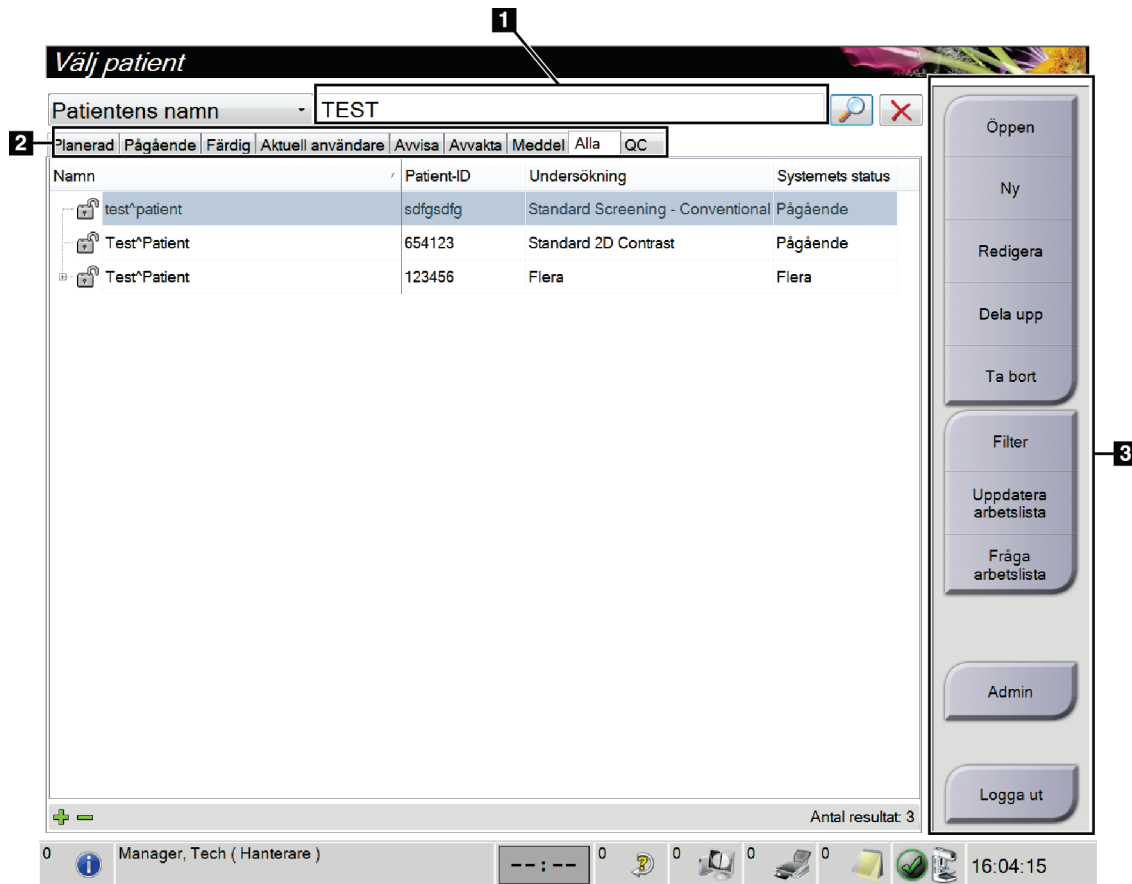 1
Välj patient
Patientens namn TEST
2
Planerad Pågående Färdig Aktuell användare Avvisa Avvakta Meddel Alla QC
Namn Patient-ID Undersökning Systemets status
test^patient sdfgsdfg Standard Screening - Conventional Pågående
Test^Patient 654123 Standard 2D Contrast Pågående
Test^Patient 123456 Flera Flera
Öppen
Ny
Redigera
Dela upp
Ta bort
Filter
3
Uppdatera
arbetslista
Fråga
arbetslista
Admin
Logga ut
Antal resultat: 3
0 Manager, Tech ( Hanterare ) --:-- 0 0 0 0 16:04:15